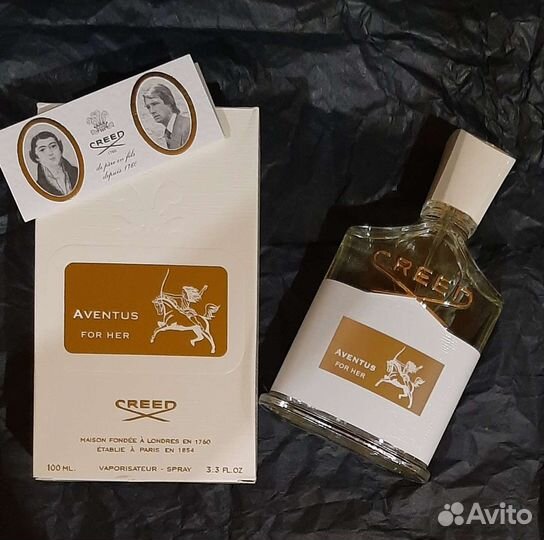 CREED
1760
de père en fils
depuis 1760
AVENTUS
FOR HER
CREED
MAISON FONDÉE À LONDRES EN 1760
ÉTABLIE À PARIS EN 1854
100 ML.
VAPORISATEUR - SPRAY
3.3 FL.OZ
CREED
AVENTUS
FOR HER
Avito